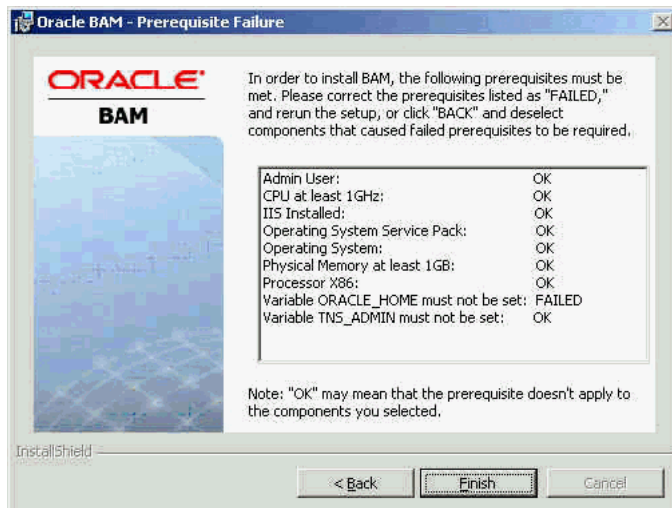 Oracle BAM - Prerequisite Failure
ORACLE
BAM
In order to install BAM, the following prerequisites must be
met. Please correct the prerequisites listed as "FAILED,"
and rerun the setup, or click "BACK" and deselect
components that caused failed prerequisites to be required.
Admin User: OK
CPU at least 1GHz: OK
IIS Installed: OK
Operating System Service Pack: OK
Operating System: OK
Physical Memory at least 1GB: OK
Processor X86: OK
Variable ORACLE_HOME must not be set: FAILED
Variable TNS_ADMIN must not be set: OK
Note: "OK" may mean that the prerequisite doesn't apply to
the components you selected.
InstallShield
< Back Finish Cancel